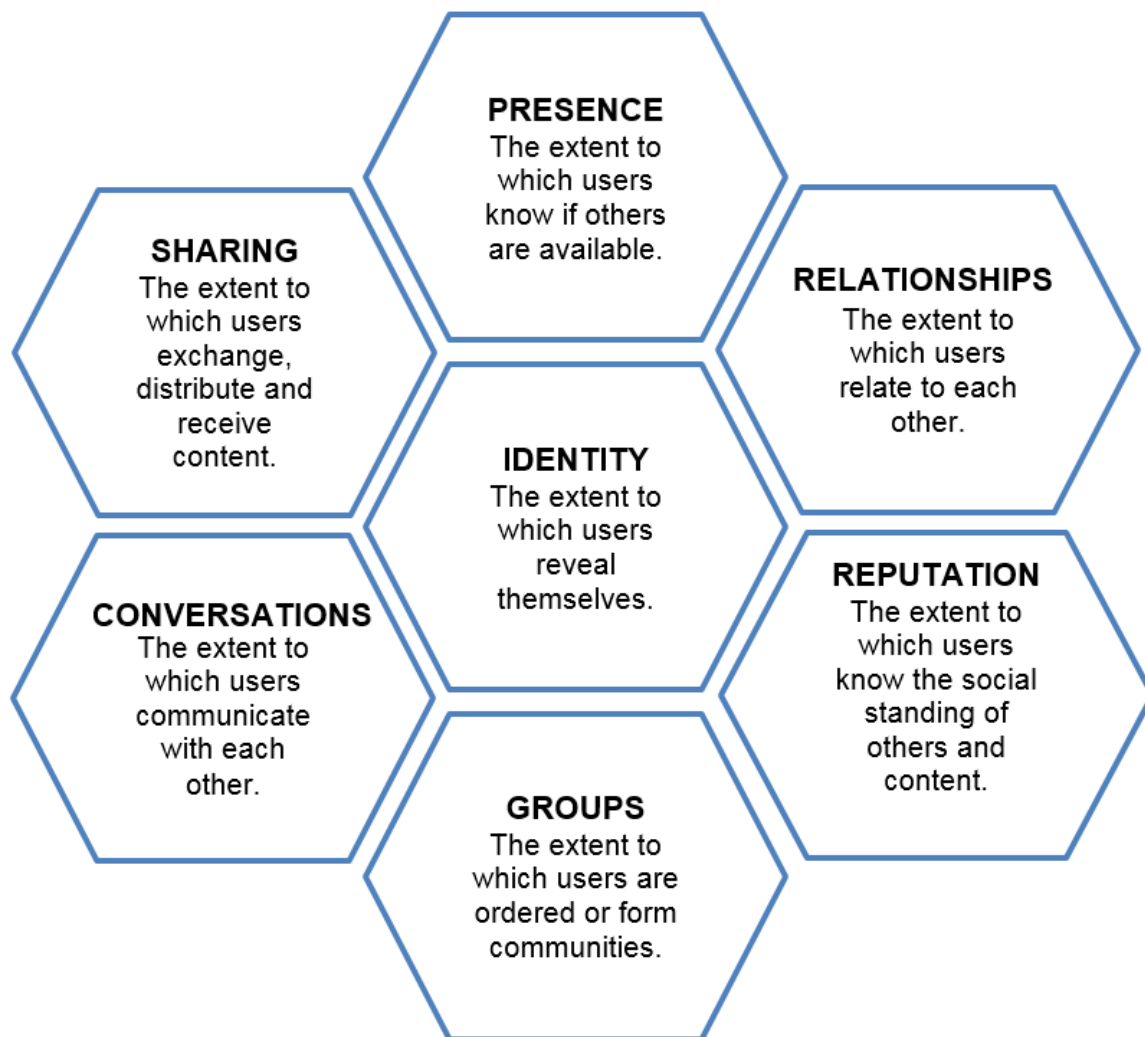 PRESENCE
The extent to
which users
know if others
are available.
SHARING
The extent to
which users
exchange,
distribute and
receive
content.
RELATIONSHIPS
The extent to
which users
relate to each
other.
IDENTITY
The extent to
which users
reveal
themselves.
CONVERSATIONS
The extent to
which users
communicate
with each
other.
REPUTATION
The extent to
which users
know the social
standing of
others and
content.
GROUPS
The extent to
which users are
ordered or form
communities.